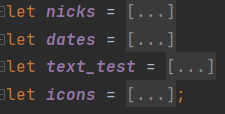 let nicks = [...]
let dates = [...]
let text_test = [...]
let icons = [...];